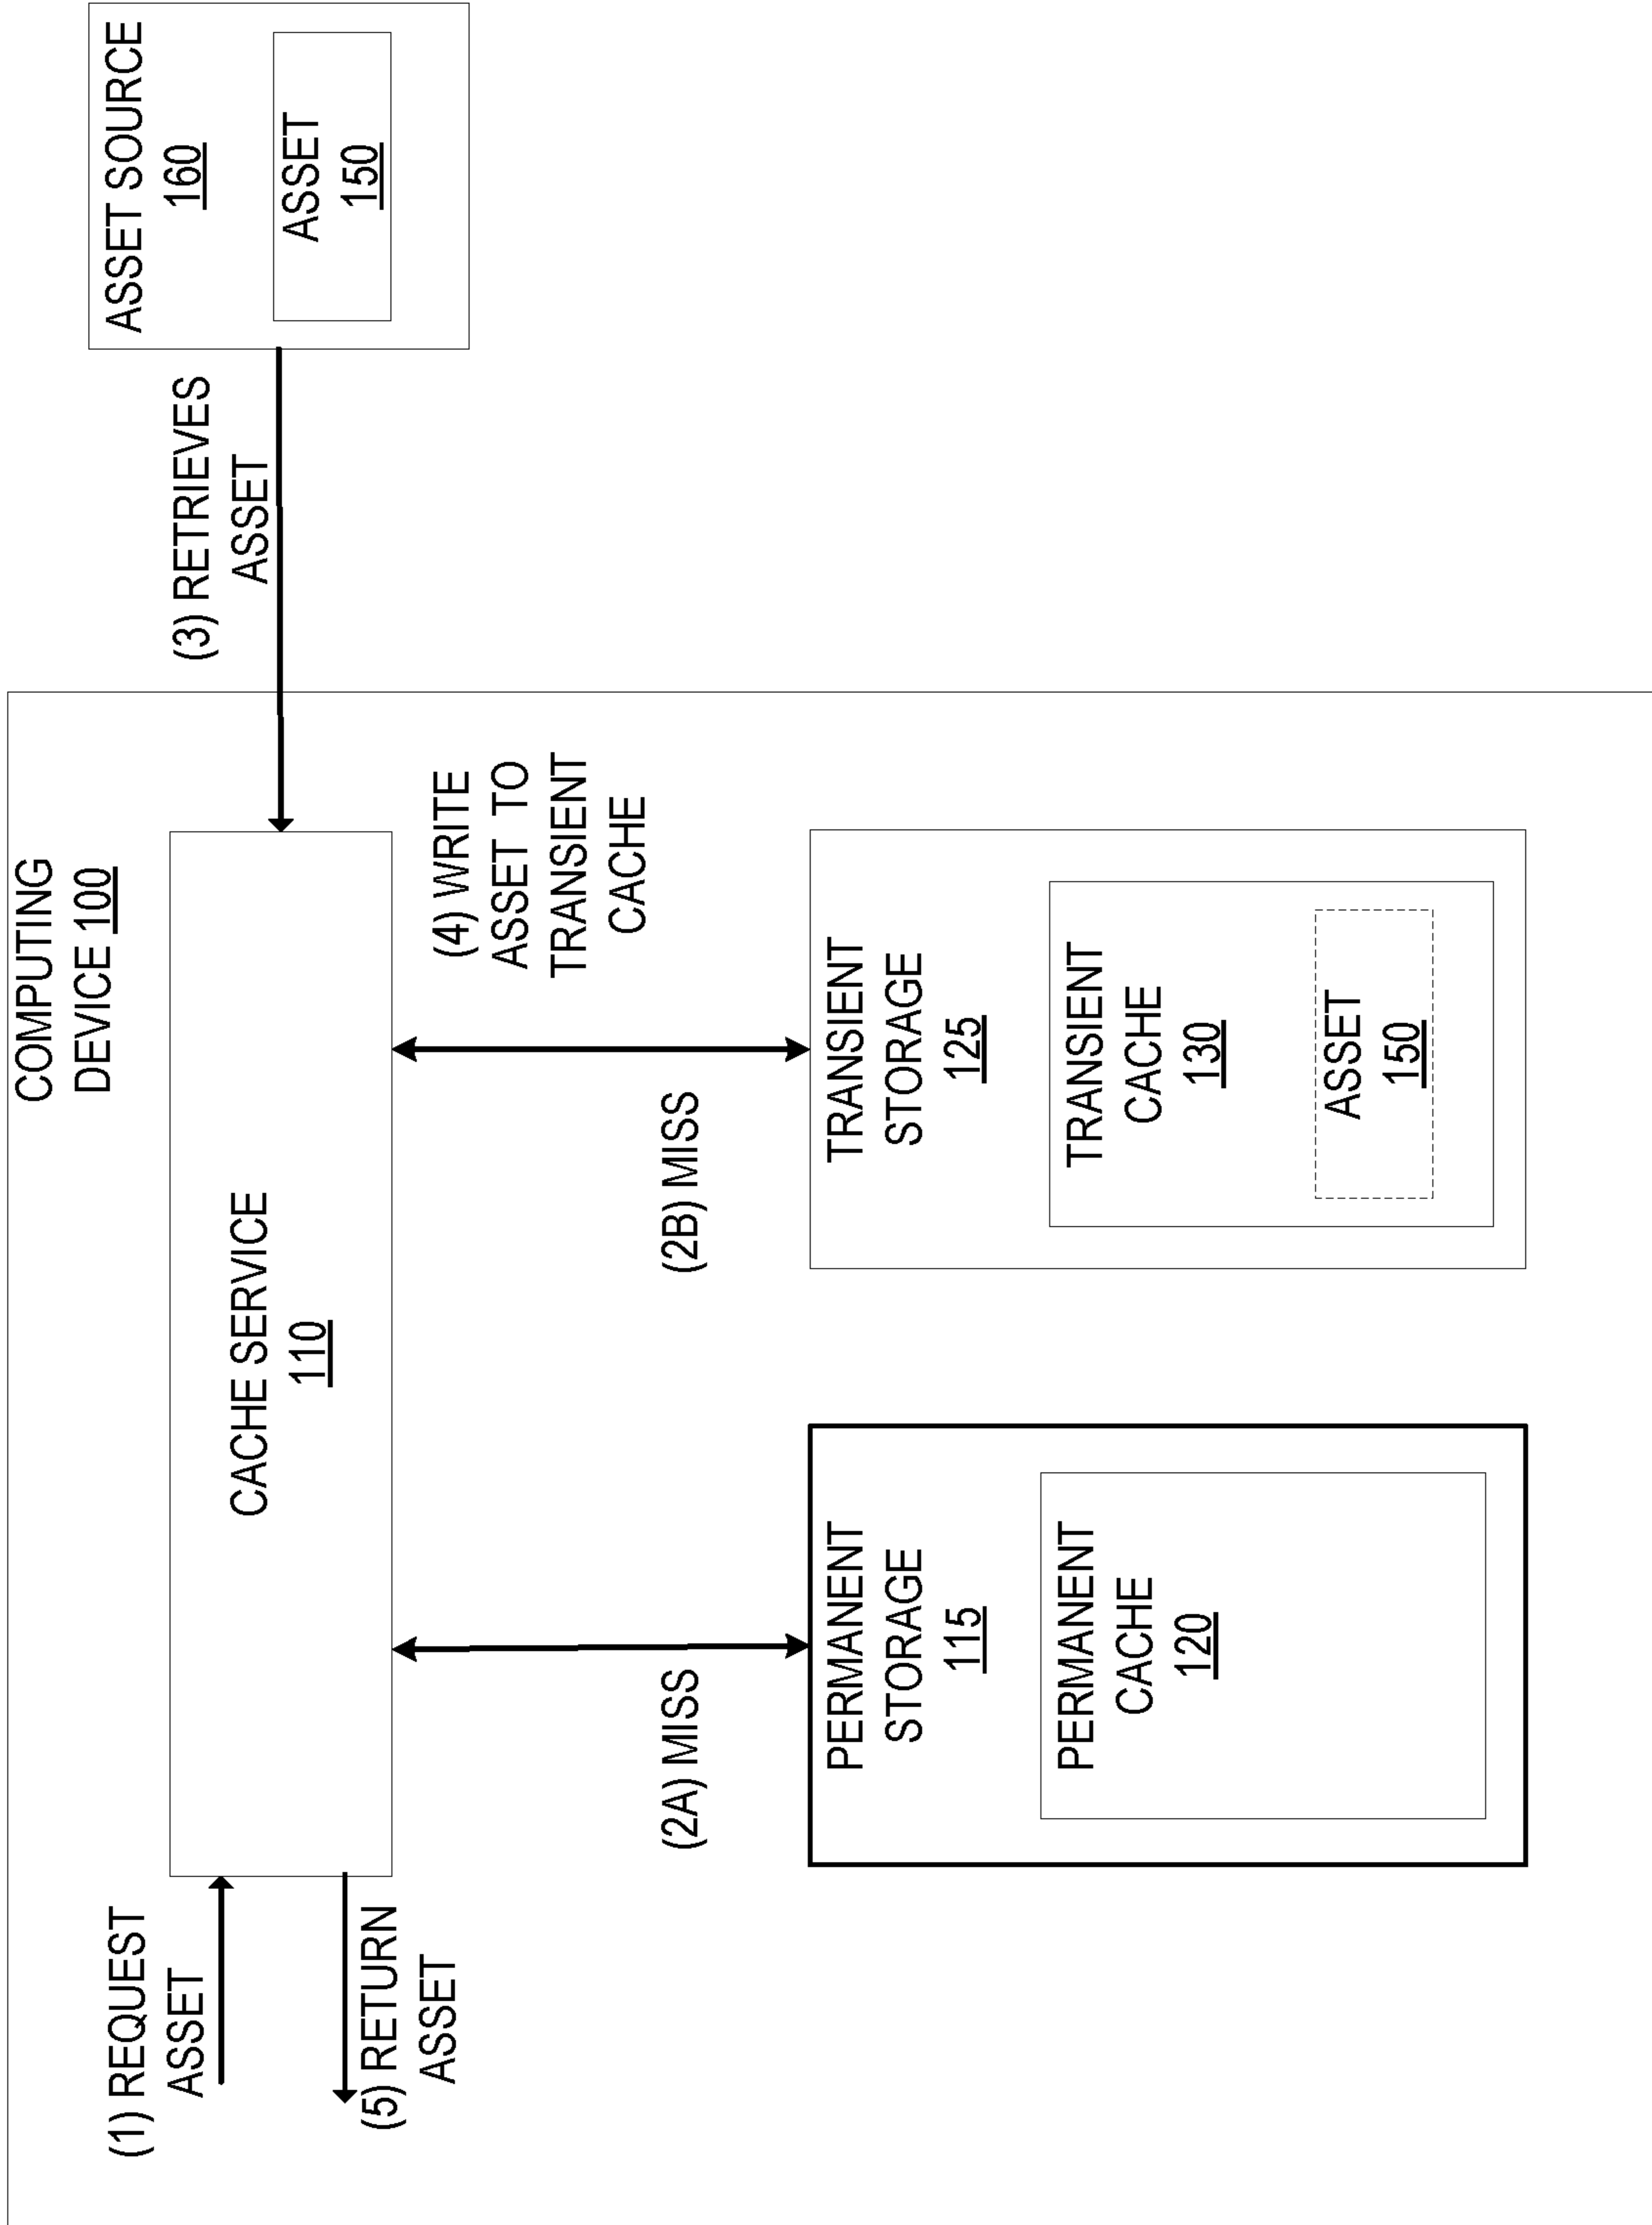 COMPUTING
DEVICE 100
(1) REQUEST
ASSET
(5) RETURN
ASSET
CACHE SERVICE
110
(3) RETRIEVES
ASSET
ASSET SOURCE
160
ASSET
150
(4) WRITE
ASSET TO
TRANSIENT
CACHE
(2A) MISS
(2B) MISS
PERMANENT
STORAGE
115
PERMANENT
CACHE
120
TRANSIENT
STORAGE
125
TRANSIENT
CACHE
130
ASSET
150